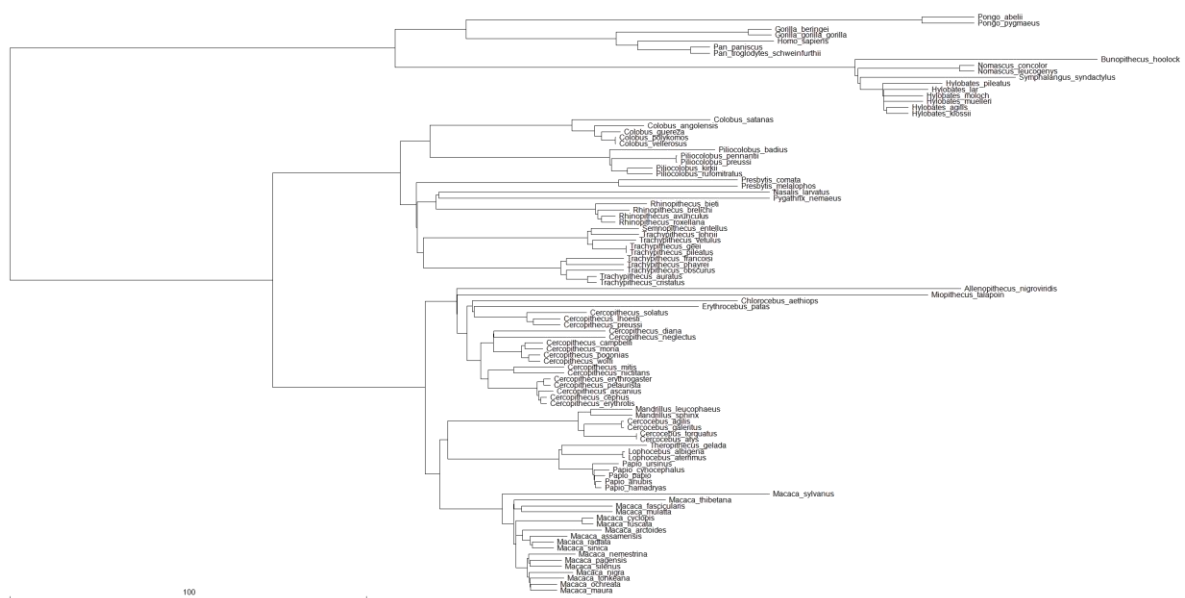 Pongo_abelii
Pongo_pygmaeus
Gorilla_beringei
Gorilla_gorilla_gorilla
Homo_sapiens
Pan_paniscus
Pan_troglodytes_schweinfurthii
Bunopithecus_hoolock
Nomascus_concolor
Nomascus_leucogenys
Symphalangus_syndactylus
Hylobates_pileatus
Hylobates_lar
Hylobates_moloch
Hylobates_muelleri
Hylobates_agilis
Hylobates_klossii
Colobus_satanas
Colobus_angolensis
Colobus_guereza
Colobus_polykomos
Colobus_vellerosus
Piliocolobus_badius
Piliocolobus_pennantii
Piliocolobus_preussi
Piliocolobus_kirkii
Piliocolobus_rufomitratus
Presbytis_comata
Presbytis_melalophos
Nasalis_larvatus
Pygathrix_nemaeus
Rhinopithecus_bieti
Rhinopithecus_brelichi
Rhinopithecus_avunculus
Rhinopithecus_roxellana
Semnopithecus_entellus
Trachypithecus_johnii
Trachypithecus_vetulus
Trachypithecus_geei
Trachypithecus_pileatus
Trachypithecus_francoisi
Trachypithecus_phayrei
Trachypithecus_obscurus
Trachypithecus_auratus
Trachypithecus_cristatus
Allenopithecus_nigroviridis
Miopithecus_talapoin
Chlorocebus_aethiops
Erythrocebus_patas
Cercopithecus_solatus
Cercopithecus_lhoesti
Cercopithecus_preussi
Cercopithecus_diana
Cercopithecus_neglectus
Cercopithecus_campbelli
Cercopithecus_mona
Cercopithecus_pogonias
Cercopithecus_wolfi
Cercopithecus_mitis
Cercopithecus_nictitans
Cercopithecus_erythrogaster
Cercopithecus_petaurista
Cercopithecus_ascanius
Cercopithecus_cephus
Cercopithecus_erythrotis
Mandrillus_leucophaeus
Mandrillus_sphinx
Cercocebus_agilis
Cercocebus_galeritus
Cercocebus_torquatus
Cercocebus_atys
Theropithecus_gelada
Lophocebus_albigena
Lophocebus_aterrimus
Papio_ursinus
Papio_cynocephalus
Papio_papio
Papio_anubis
Papio_hamadryas
Macaca_sylvanus
Macaca_thibetana
Macaca_fascicularis
Macaca_mulatta
Macaca_cyclopis
Macaca_fuscata
Macaca_arctoides
Macaca_assamensis
Macaca_radiata
Macaca_sinica
Macaca_nemestrina
Macaca_pagensis
Macaca_silenus
Macaca_nigra
Macaca_tonkeana
Macaca_ochreata
Macaca_maura
100